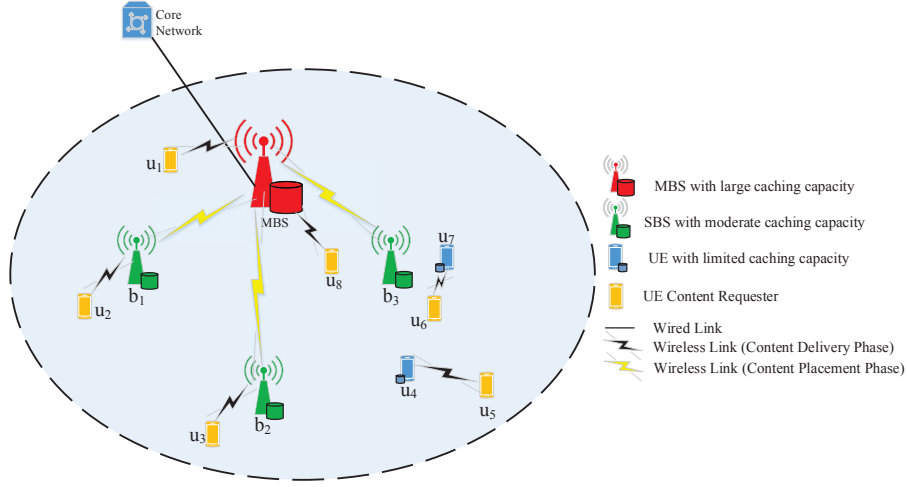 Core
Network
u1
MBS
b1
u2
u8
b3
u7
u6
u4
u5
u3
b2
MBS with large caching capacity
SBS with moderate caching capacity
UE with limited caching capacity
UE Content Requester
Wired Link
Wireless Link (Content Delivery Phase)
Wireless Link (Content Placement Phase)